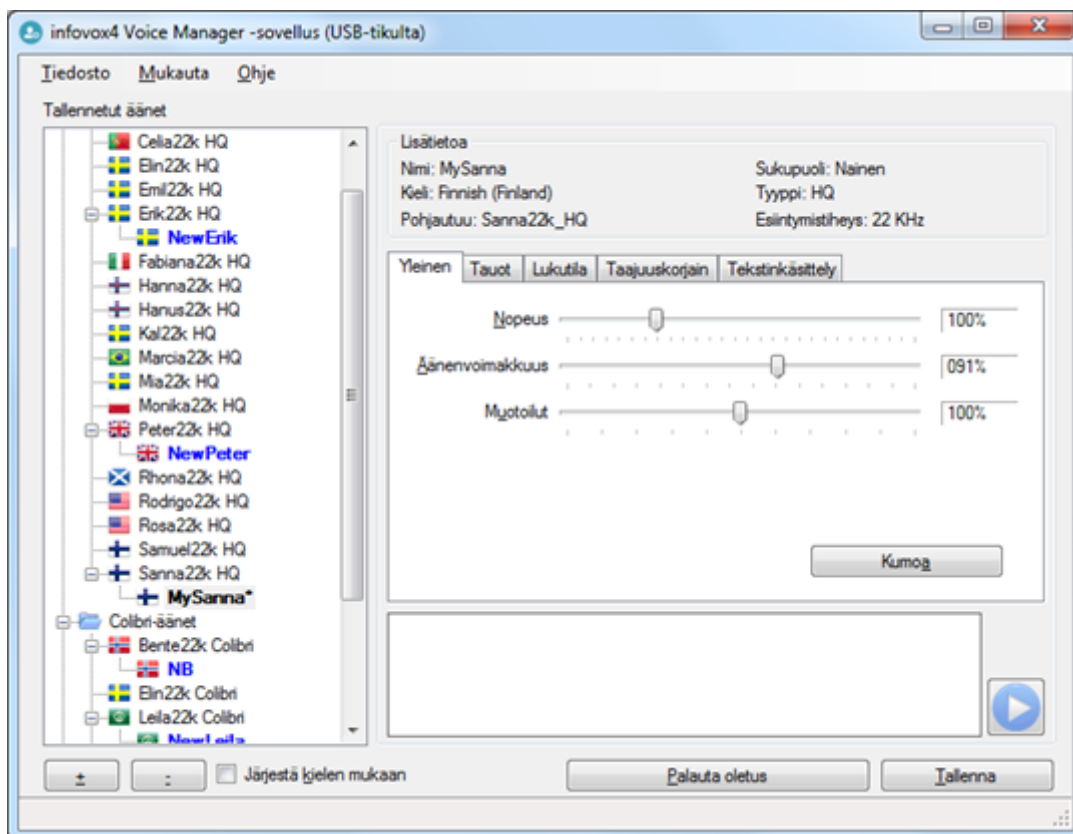 infovox4 Voice Manager -sovellus (USB-tikulta)
Tiedosto Mukauta Ohje
Tallennetut äänet
Celia22k HQ
Elin22k HQ
Emil22k HQ
Erik22k HQ
NewErik
Fabiana22k HQ
Hanna22k HQ
Hanus22k HQ
Kal22k HQ
Marcia22k HQ
Mia22k HQ
Monika22k HQ
Peter22k HQ
NewPeter
Rhona22k HQ
Rodrigo22k HQ
Rosa22k HQ
Samuel22k HQ
Sanna22k HQ
MySanna*
Colibri-äänet
Bente22k Colibri
NB
Elin22k Colibri
Leila22k Colibri
NewLeila
Lisätietoa
Nimi: MySanna Sukupuoli: Nainen
Kieli: Finnish (Finland) Tyyppi: HQ
Pohjautuu: Sanna22k_HQ Esiintymistiheys: 22 KHz
Yleinen Tauot Lukutila Taajuuskorjain Tekstinkäsittely
Nopeus 100%
Äänenvoimakkuus 091%
Muotoilut 100%
Kumoa
+ - Järjestä kielen mukaan Palauta oletus Tallenna